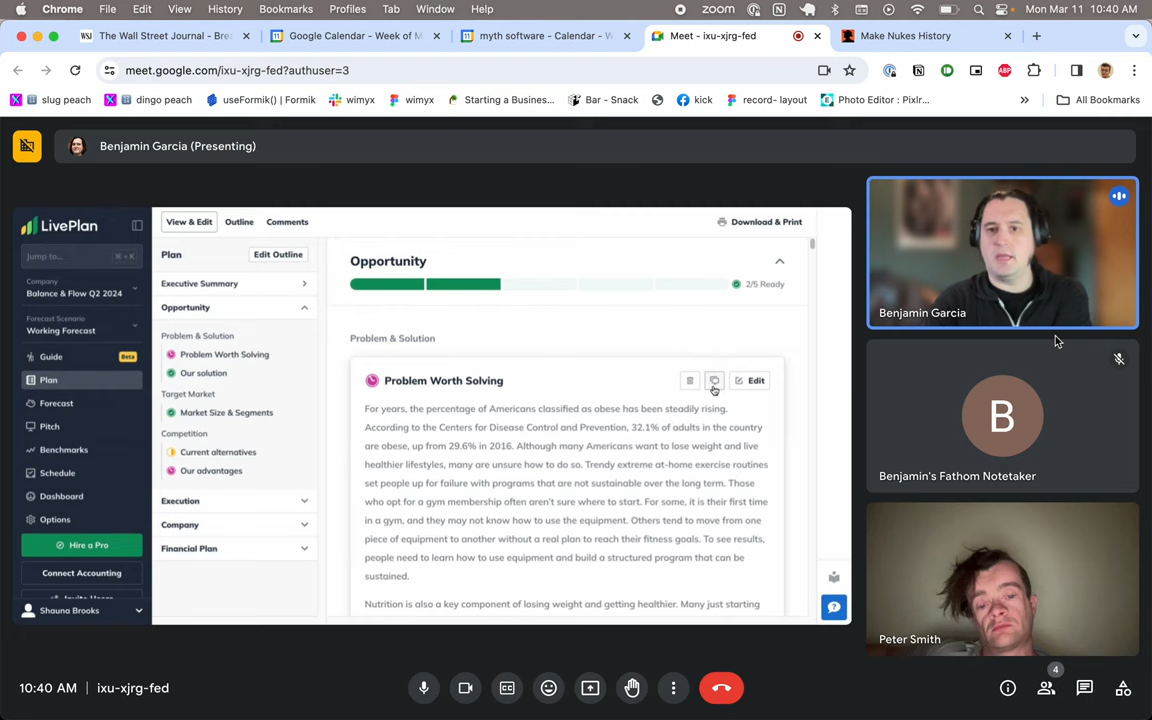 Chrome File Edit View History Bookmarks Profiles Tab Window Help zoom Mon Mar 11 10:40 AM
The Wall Street Journal - Brea
Google Calendar - Week of M
myth software - Calendar - W
Meet - ixu-xjrg-fed
Make Nukes History
meet.google.com/ixu-xjrg-fed?authuser=3
slug peach
dingo peach
useFormik() | Formik
wimyx
wimyx
Starting a Business...
Bar - Snack
kick
record- layout
Photo Editor : Pixlr...
All Bookmarks
Benjamin Garcia (Presenting)
LivePlan
Jump to... ⌘+K
Company
Balance & Flow Q2 2024
Forecast Scenario
Working Forecast
Guide Beta
Plan
Forecast
Pitch
Benchmarks
Schedule
Dashboard
Options
Hire a Pro
Connect Accounting
Invite Users
Shauna Brooks
View & Edit Outline Comments
Download & Print
Plan Edit Outline
Executive Summary
Opportunity
Problem & Solution
Problem Worth Solving
Our solution
Target Market
Market Size & Segments
Competition
Current alternatives
Our advantages
Execution
Company
Financial Plan
Opportunity
2/5 Ready
Problem & Solution
Problem Worth Solving
Edit
For years, the percentage of Americans classified as obese has been steadily rising.
According to the Centers for Disease Control and Prevention, 32.1% of adults in the country
are obese, up from 29.6% in 2016. Although many Americans want to lose weight and live
healthier lifestyles, many are unsure how to do so. Trendy extreme at-home exercise routines
set people up for failure with programs that are not sustainable over the long term. Those
who opt for a gym membership often aren't sure where to start. For some, it is their first time
in a gym, and they may not know how to use the equipment. Others tend to move from one
piece of equipment to another without a real plan to reach their fitness goals. To see results,
people need to learn how to use equipment and build a structured program that can be
sustained.
Nutrition is also a key component of losing weight and getting healthier. Many just starting
Benjamin Garcia
B
Benjamin's Fathom Notetaker
Peter Smith
10:40 AM | ixu-xjrg-fed
4